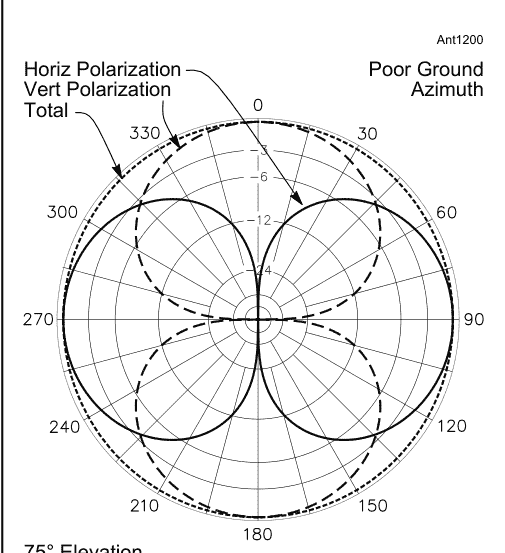 Ant1200
Horiz Polarization
Vert Polarization
Total
Poor Ground
Azimuth
0
330
30
-3
-6
300
60
-12
270
90
240
120
210
150
180
75° Elevation